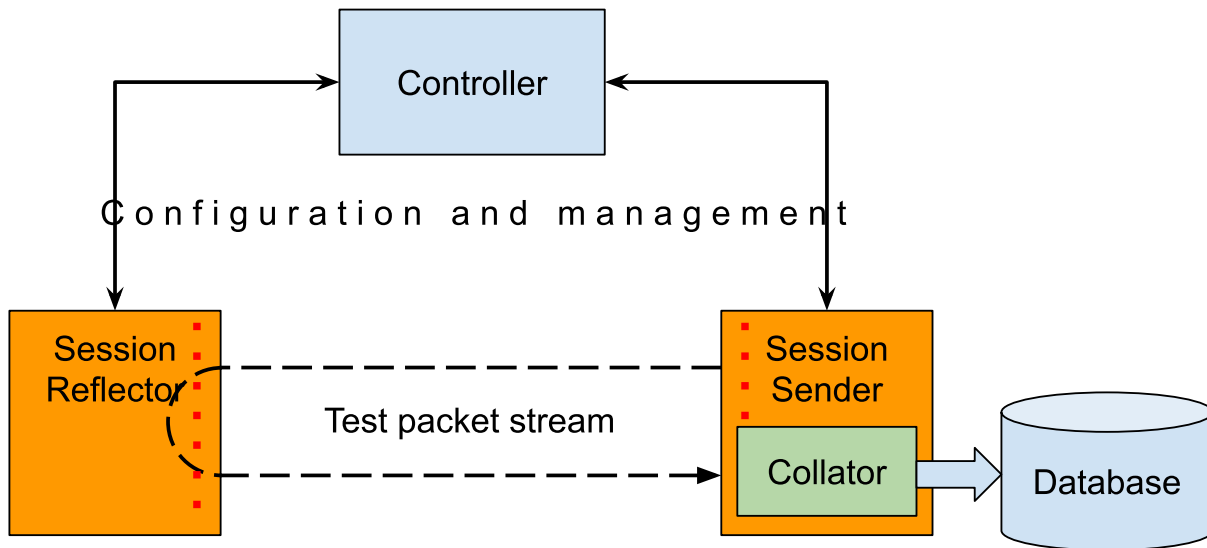 Controller
Configuration and management
Session
Reflector
Test packet stream
Session
Sender
Collator
Database